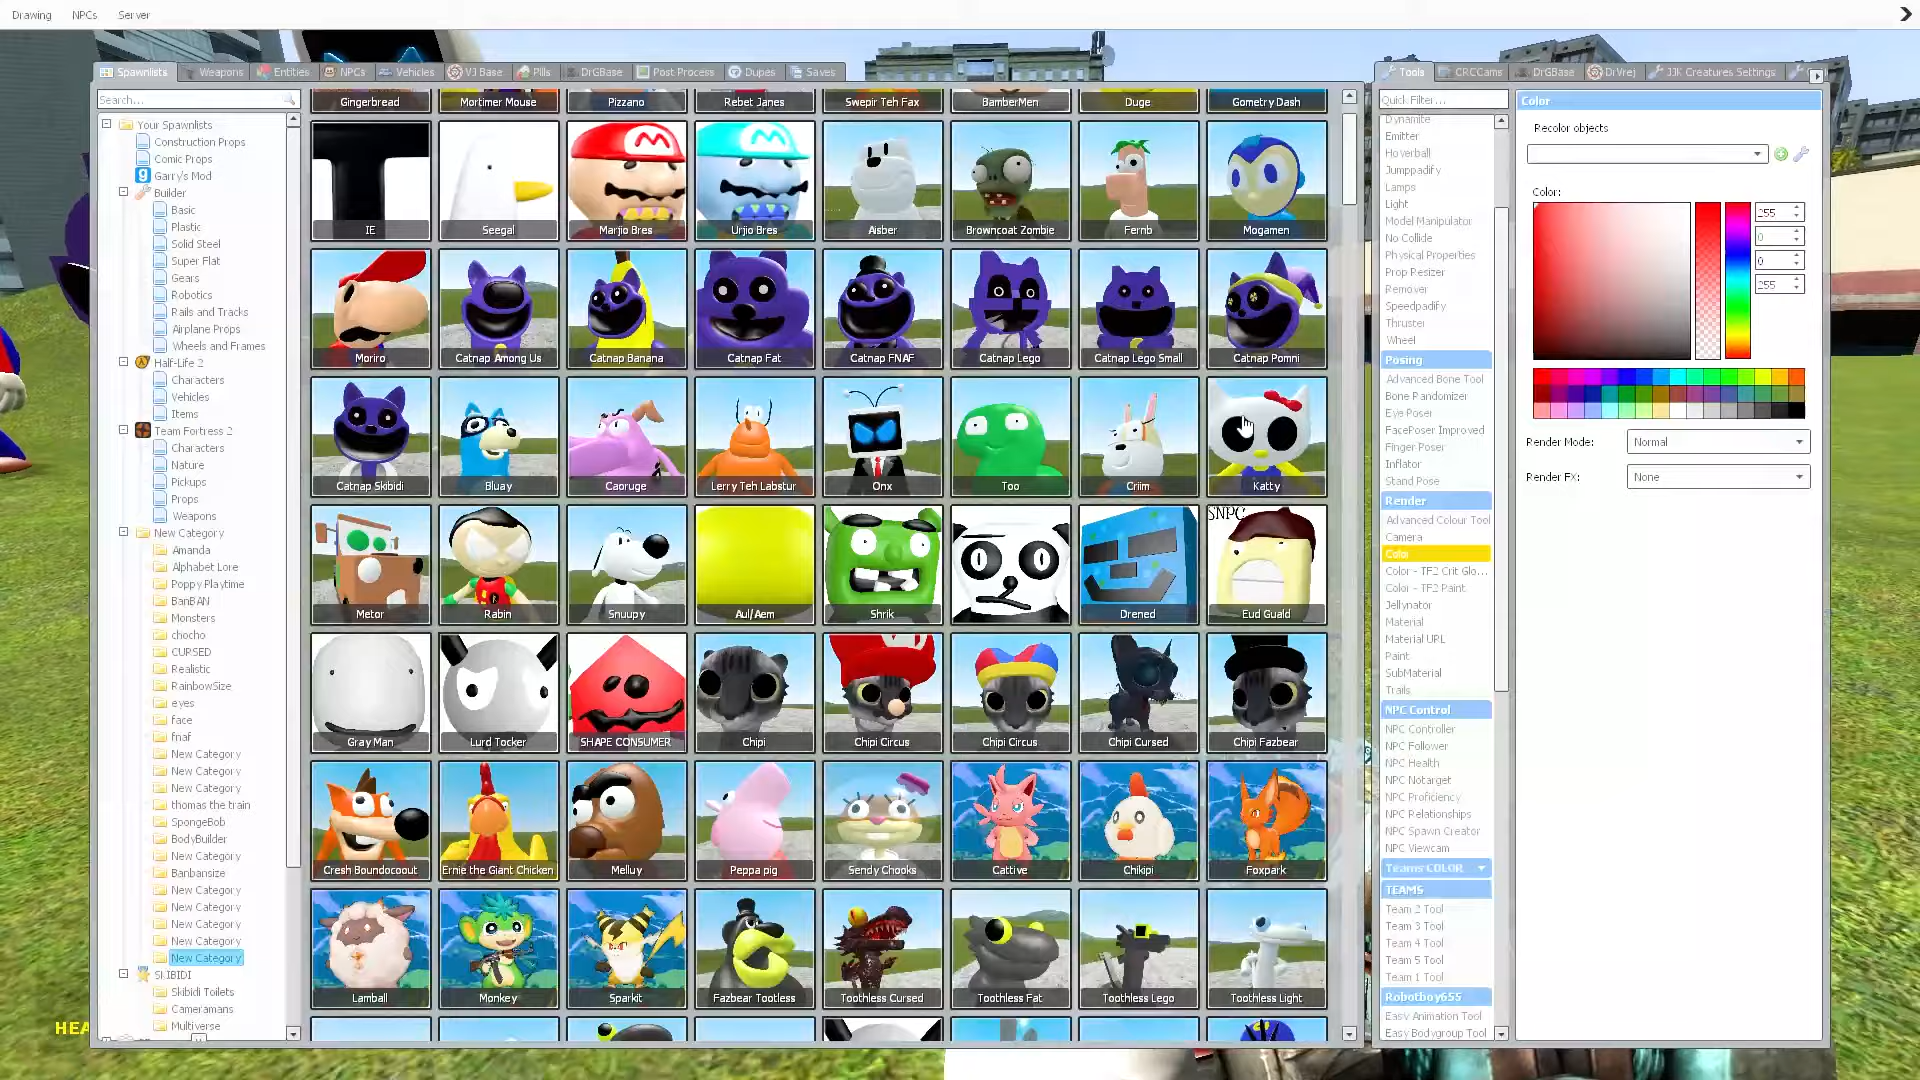 Drawing NPCs Server
Spawnlists Weapons Entities NPCs Vehicles VJ Base Pills DrGBase Post Process Dupes Saves
Search...
Your Spawnlists
Construction Props
Comic Props
Garry's Mod
Builder
Basic
Plastic
Solid Steel
Super Flat
Gears
Robotics
Rails and Tracks
Airplane Props
Wheels and Frames
Half-Life 2
Characters
Vehicles
Items
Team Fortress 2
Characters
Nature
Pickups
Props
Weapons
New Category
Amanda
Alphabet Lore
Poppy Playtime
BanBAN
Monsters
chocho
CURSED
Realistic
RainbowSize
eyes
face
fnaf
New Category
New Category
New Category
thomas the train
SpongeBob
BodyBuilder
New Category
Banbansize
New Category
New Category
New Category
New Category
New Category
SKIBIDI
Skibidi Toilets
Cameramans
Multiverse
HEA
Gingerbread Mortimer Mouse Pizzano Rebet Janes Swepir Teh Fax BamberMen Duge Gometry Dash
IE Seegal Marjio Bres Urjio Bres Aisber Browncoat Zombie Fernb Mogamen
Moriro Catnap Among Us Catnap Banana Catnap Fat Catnap FNAF Catnap Lego Catnap Lego Small Catnap Pomni
Catnap Skibidi Bluay Caoruge Lerry Teh Labstur Onx Too Criim Katty
SNPC
Metor Rabin Snuupy Aul/Aem Shrik Drened Eud Guald
Gray Man Lurd Tocker SHAPE CONSUMER Chipi Chipi Circus Chipi Circus Chipi Cursed Chipi Fazbear
Cresh Boundocoout Ernie the Giant Chicken Melluy Peppa pig Sendy Chooks Cattive Chikipi Foxpark
Lamball Monkey Sparkit Fazbear Tootless Toothless Cursed Toothless Fat Toothless Lego Toothless Light
Tools CRCCams DrGBase DrVrej JJK Creatures Settings
Quick Filter...
Dynamite
Emitter
Hoverball
Jumppadify
Lamps
Light
Model Manipulator
No Collide
Physical Properties
Prop Resizer
Remover
Speedpadify
Thruster
Wheel
Posing
Advanced Bone Tool
Bone Randomizer
Eye Poser
FacePoser Improved
Finger Poser
Inflator
Stand Pose
Render
Advanced Colour Tool
Camera
Color
Color - TF2 Crit Glo...
Color - TF2 Paint
Jellynator
Material
Material URL
Paint
SubMaterial
Trails
NPC Control
NPC Controller
NPC Follower
NPC Health
NPC Notarget
NPC Proficiency
NPC Relationships
NPC Spawn Creator
NPC Viewcam
Teams COLOR
TEAMS
Team 2 Tool
Team 3 Tool
Team 4 Tool
Team 5 Tool
Team 1 Tool
Robotboy655
Easy Animation Tool
Easy Bodygroup Tool
Color
Recolor objects
Color:
255
0
0
255
Render Mode: Normal
Render FX: None